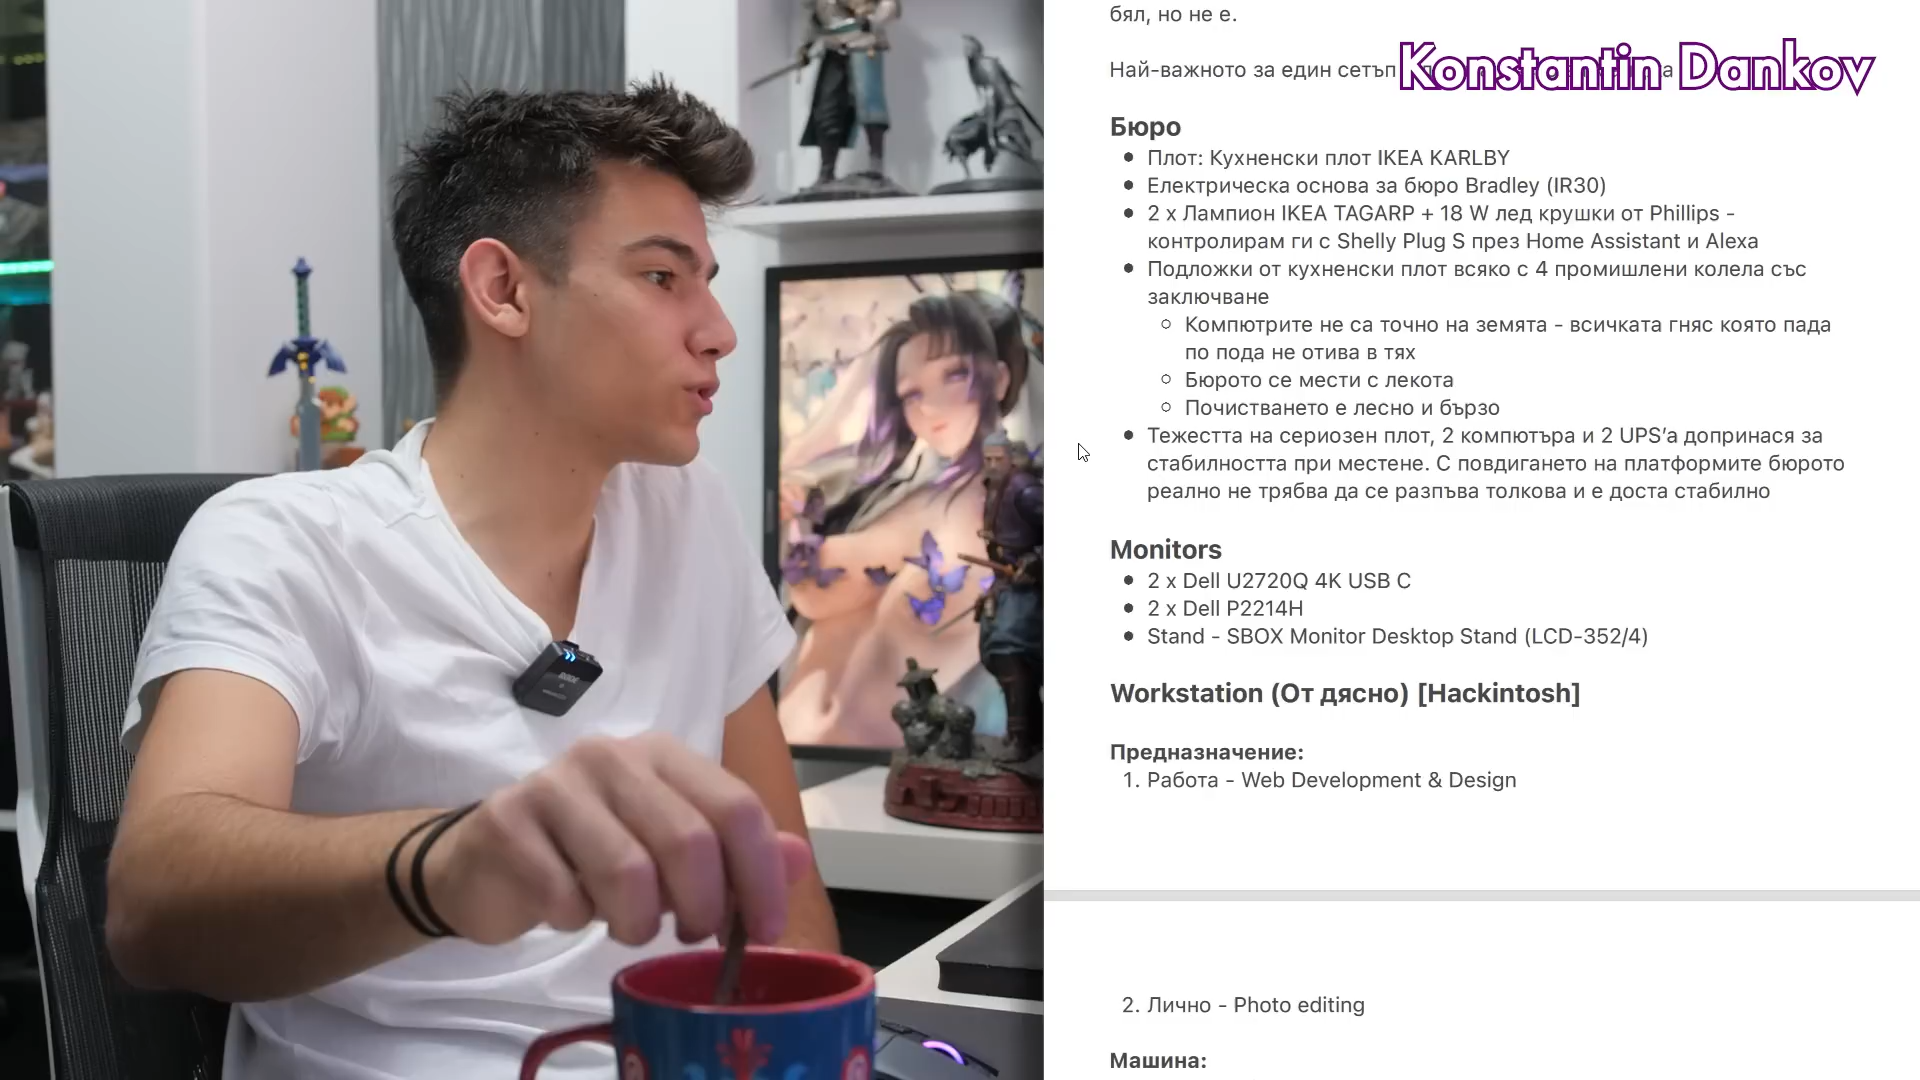 бял, но не е.
Най-важното за един сетъп
Konstantin Dankov
Бюро
Плот: Кухненски плот IKEA KARLBY
Електрическа основа за бюро Bradley (IR30)
2 x Лампион IKEA TAGARP + 18 W лед крушки от Phillips -
контролирам ги с Shelly Plug S през Home Assistant и Alexa
Подложки от кухненски плот всяко с 4 промишлени колела със
заключване
Компютрите не са точно на земята - всичката гняс която пада
по пода не отива в тях
Бюрото се мести с лекота
Почистването е лесно и бързо
Тежестта на сериозен плот, 2 компютъра и 2 UPS’а допринася за
стабилността при местене. С повдигането на платформите бюрото
реално не трябва да се разпъва толкова и е доста стабилно
Monitors
2 x Dell U2720Q 4K USB C
2 x Dell P2214H
Stand - SBOX Monitor Desktop Stand (LCD-352/4)
Workstation (От дясно) [Hackintosh]
Предназначение:
1. Работа - Web Development & Design
2. Лично - Photo editing
Машина: